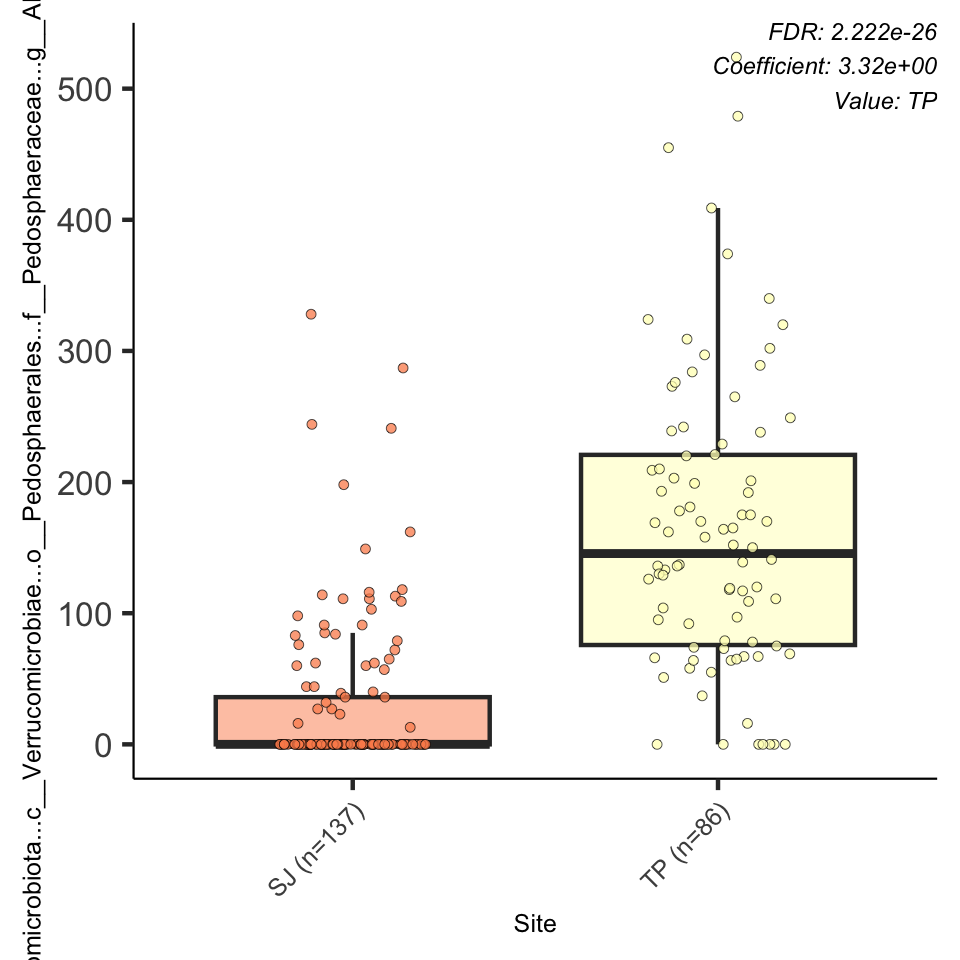 FDR: 2.222e-26
Coefficient: 3.32e+00
Value: TP
omicrobiota...c__Verrucomicrobiae...o__Pedosphaerales...f__Pedosphaeraceae...g__A
500
400
300
200
100
0
SJ (n=137)
TP (n=86)
Site